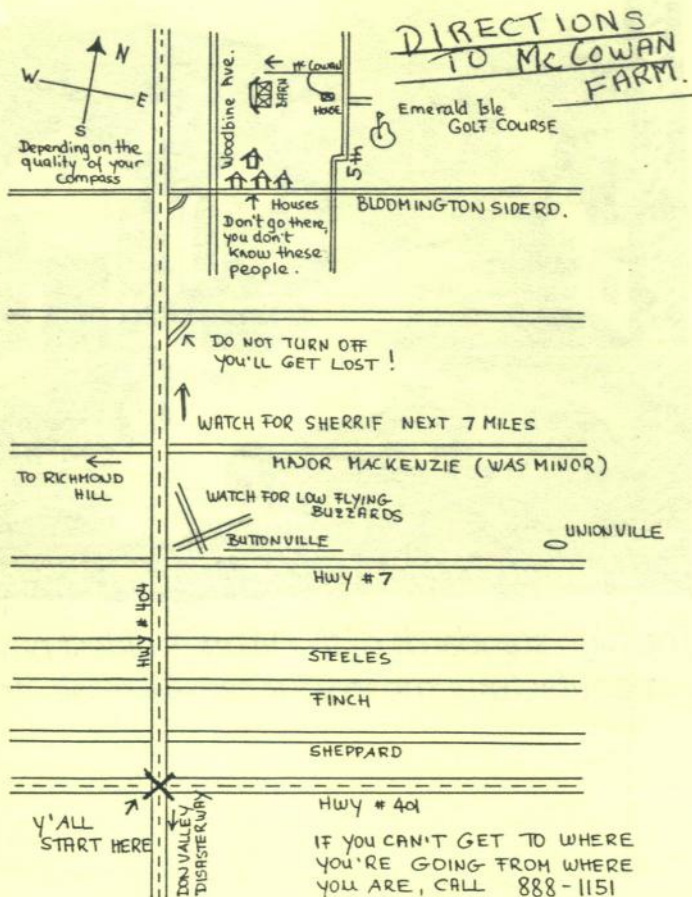 DIRECTIONS
TO McCOWAN
FARM.
N
W
E
S
Depending on the
quality of your
compass
Woodbine Ave.
McCOWAN
BARN
HOUSE
5th
Emerald Isle
GOLF COURSE
Houses
Don't go there,
you don't
know these
people.
BLOOMINGTON SIDE RD.
DO NOT TURN OFF
YOU'LL GET LOST !
WATCH FOR SHERRIF NEXT 7 MILES
TO RICHMOND
HILL
MAJOR MACKENZIE (WAS MINOR)
WATCH FOR LOW FLYING
BUZZARDS
BUTTONVILLE
UNIONVILLE
HWY # 7
HWY # 404
STEELES
FINCH
SHEPPARD
HWY # 401
Y'ALL
START HERE
DON VALLEY
DISASTERWAY
IF YOU CAN'T GET TO WHERE
YOU'RE GOING FROM WHERE
YOU ARE, CALL 888-1151